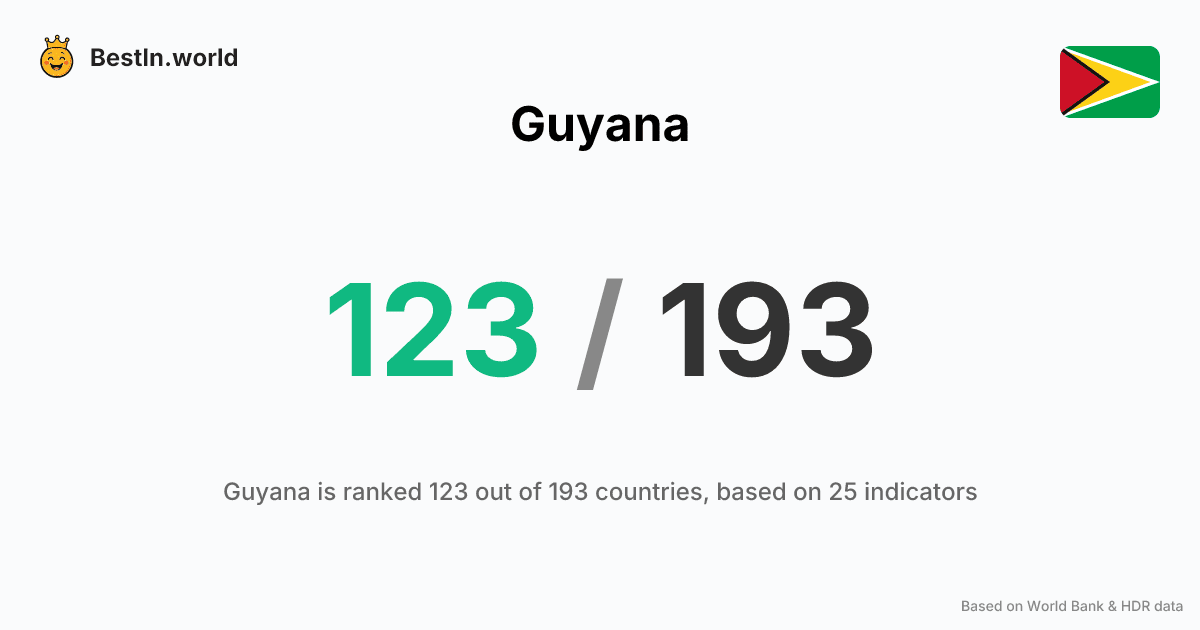 BestIn.world
Guyana
123 / 193
Guyana is ranked 123 out of 193 countries, based on 25 indicators
Based on World Bank & HDR data